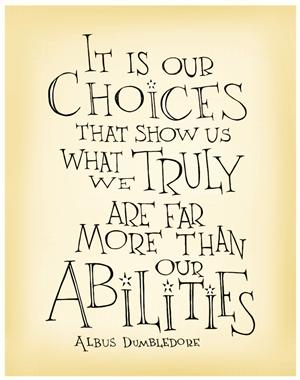 IT IS OUR
CHOICES
THAT SHOW US
WHAT WE TRULY
ARE FAR
MORE THAN
OUR
ABILITIES
ALBUS DUMBLEDORE